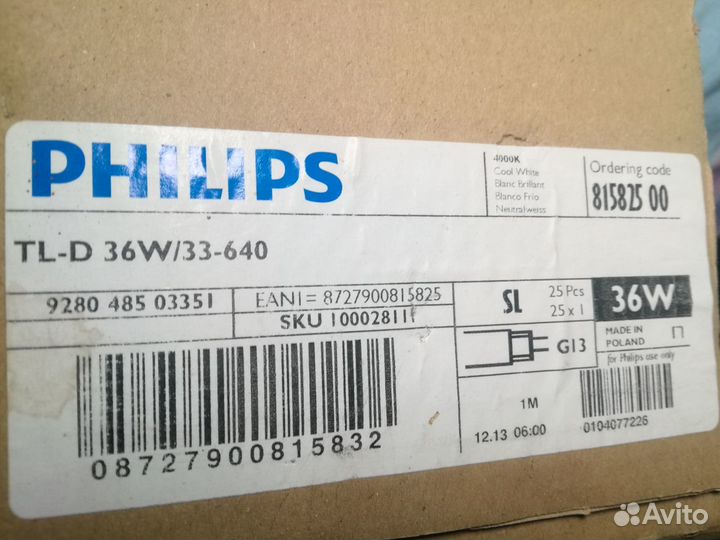 PHILIPS
4000K
Cool White
Blanc Brillant
Blanco Frio
Neutralweiss
Ordering code
815825 00
TL-D 36W/33-640
9280 485 03351
EAN1 = 8727900815825
SKU 10002811
SL
25 Pcs
25 x 1
36W
MADE IN
POLAND
for Philips use only
G13
1M
12.13 06:00
0104077226
08727900815832
Avito